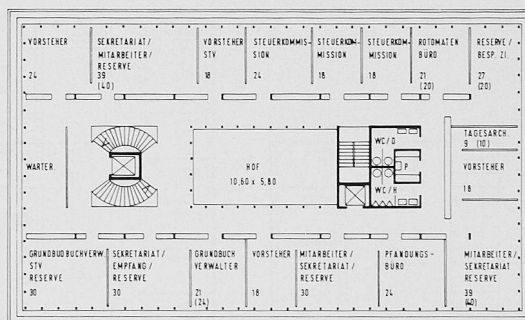 VORSTEHER
24
SEKRETARIAT/
MITARBEITER/
RESERVE
39
(40)
VORSTEHER
STV
18
STEUERKOMMIS-
SION
24
STEUERKOM-
MISSION
18
STEUERKOM-
MISSION
18
ROTOMATEN
BÜRO
21
(20)
RESERVE/
BESP. ZI.
27
(20)
WARTER.
HOF
10,60 x 5,80
WC/D
P
WC/H
TAGESARCH.
9 (10)
VORSTEHER
18
GRUNDBUCHVERW.
STV
RESERVE
30
SEKRETARIAT/
EMPFANG/
RESERVE
30
GRUNDBUCH
VERWALTER
21
(24)
VORSTEHER
18
MITARBEITER/
SEKRETARIAT/
RESERVE
30
PFÄNDUNGS-
BÜRO
24
MITARBEITER/
SEKRETARIAT
RESERVE
39
(40)